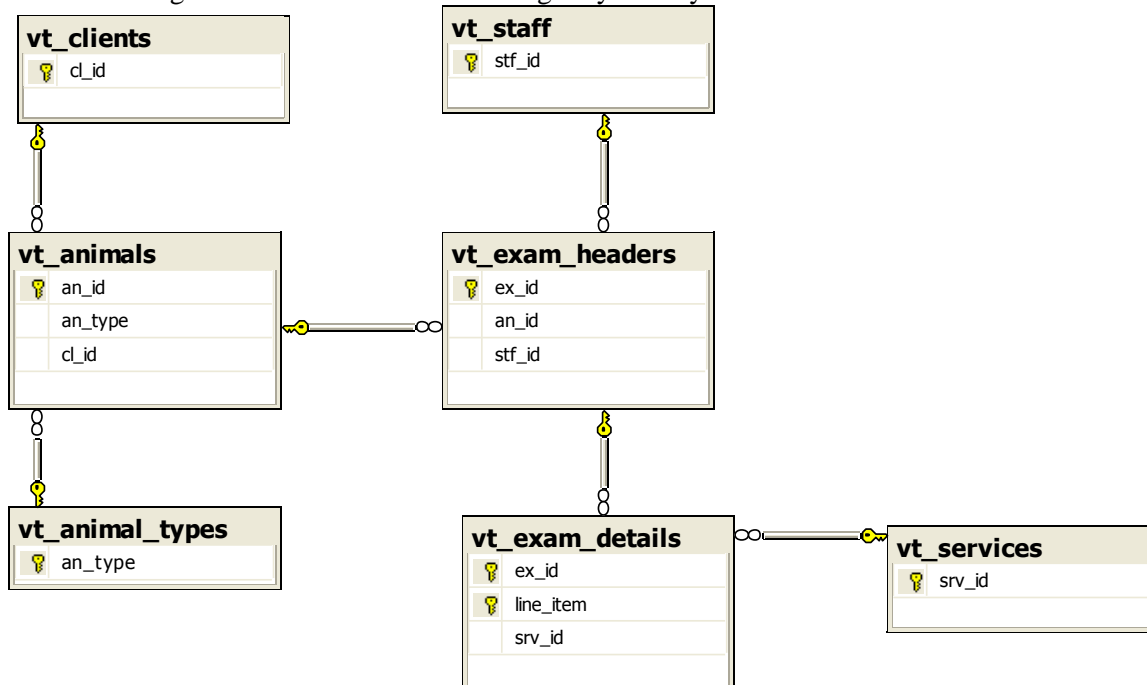 vt_clients
cl_id
vt_staff
stf_id
vt_animals
an_id
an_type
cl_id
vt_exam_headers
ex_id
an_id
stf_id
vt_animal_types
an_type
vt_exam_details
ex_id
line_item
srv_id
vt_services
srv_id